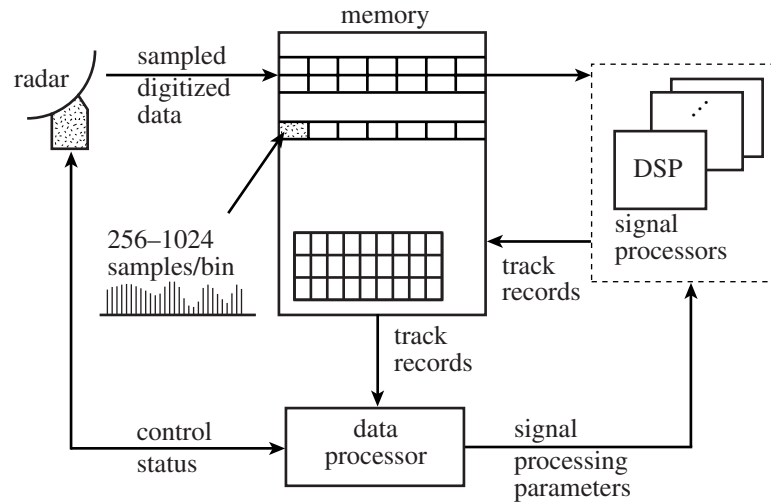 memory
radar
sampled
digitized
data
DSP
signal
processors
256–1024
samples/bin
track
records
track
records
control
status
data
processor
signal
processing
parameters